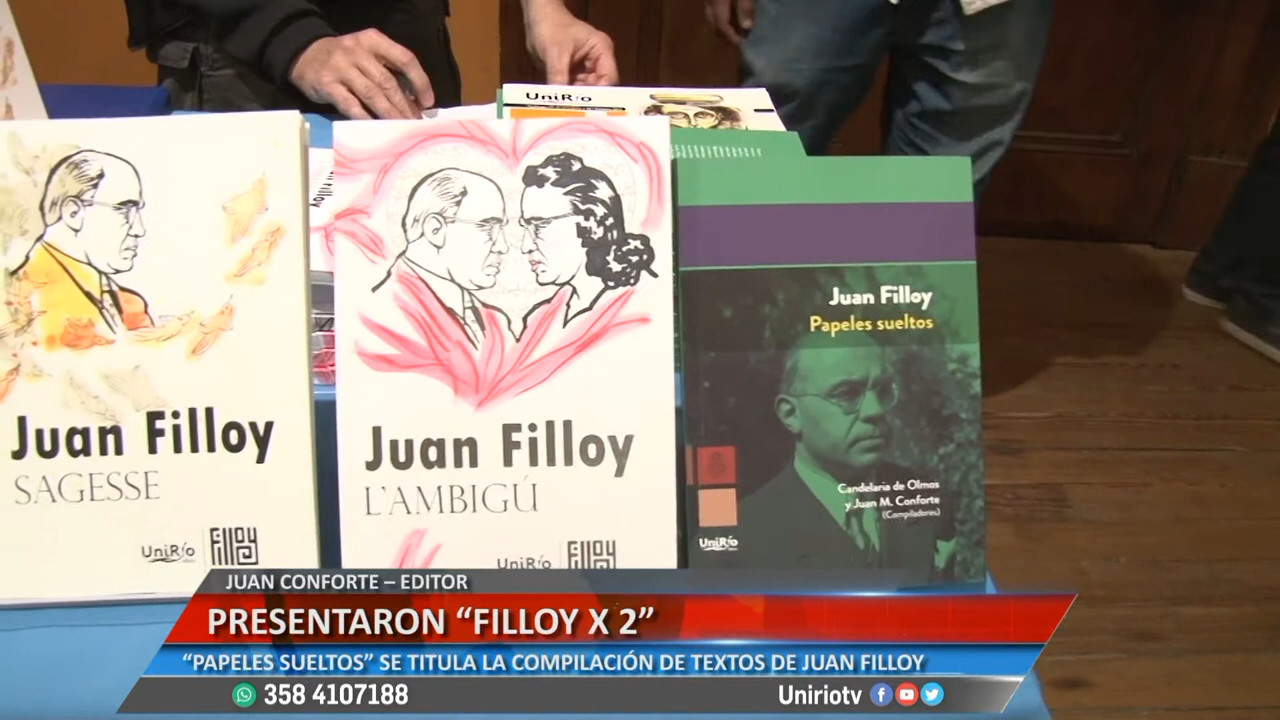 UniRío
Juan Filloy
SAGESSE
UniRío
Filloy
Juan Filloy
L'AMBIGÚ
UniRío
Filloy
Juan Filloy
Papeles sueltos
Candelaria de Olmos
y Juan M. Conforte
(Compiladores)
UniRío
JUAN CONFORTE – EDITOR
PRESENTARON “FILLOY X 2”
“PAPELES SUELTOS” SE TITULA LA COMPILACIÓN DE TEXTOS DE JUAN FILLOY
358 4107188
Uniriotv